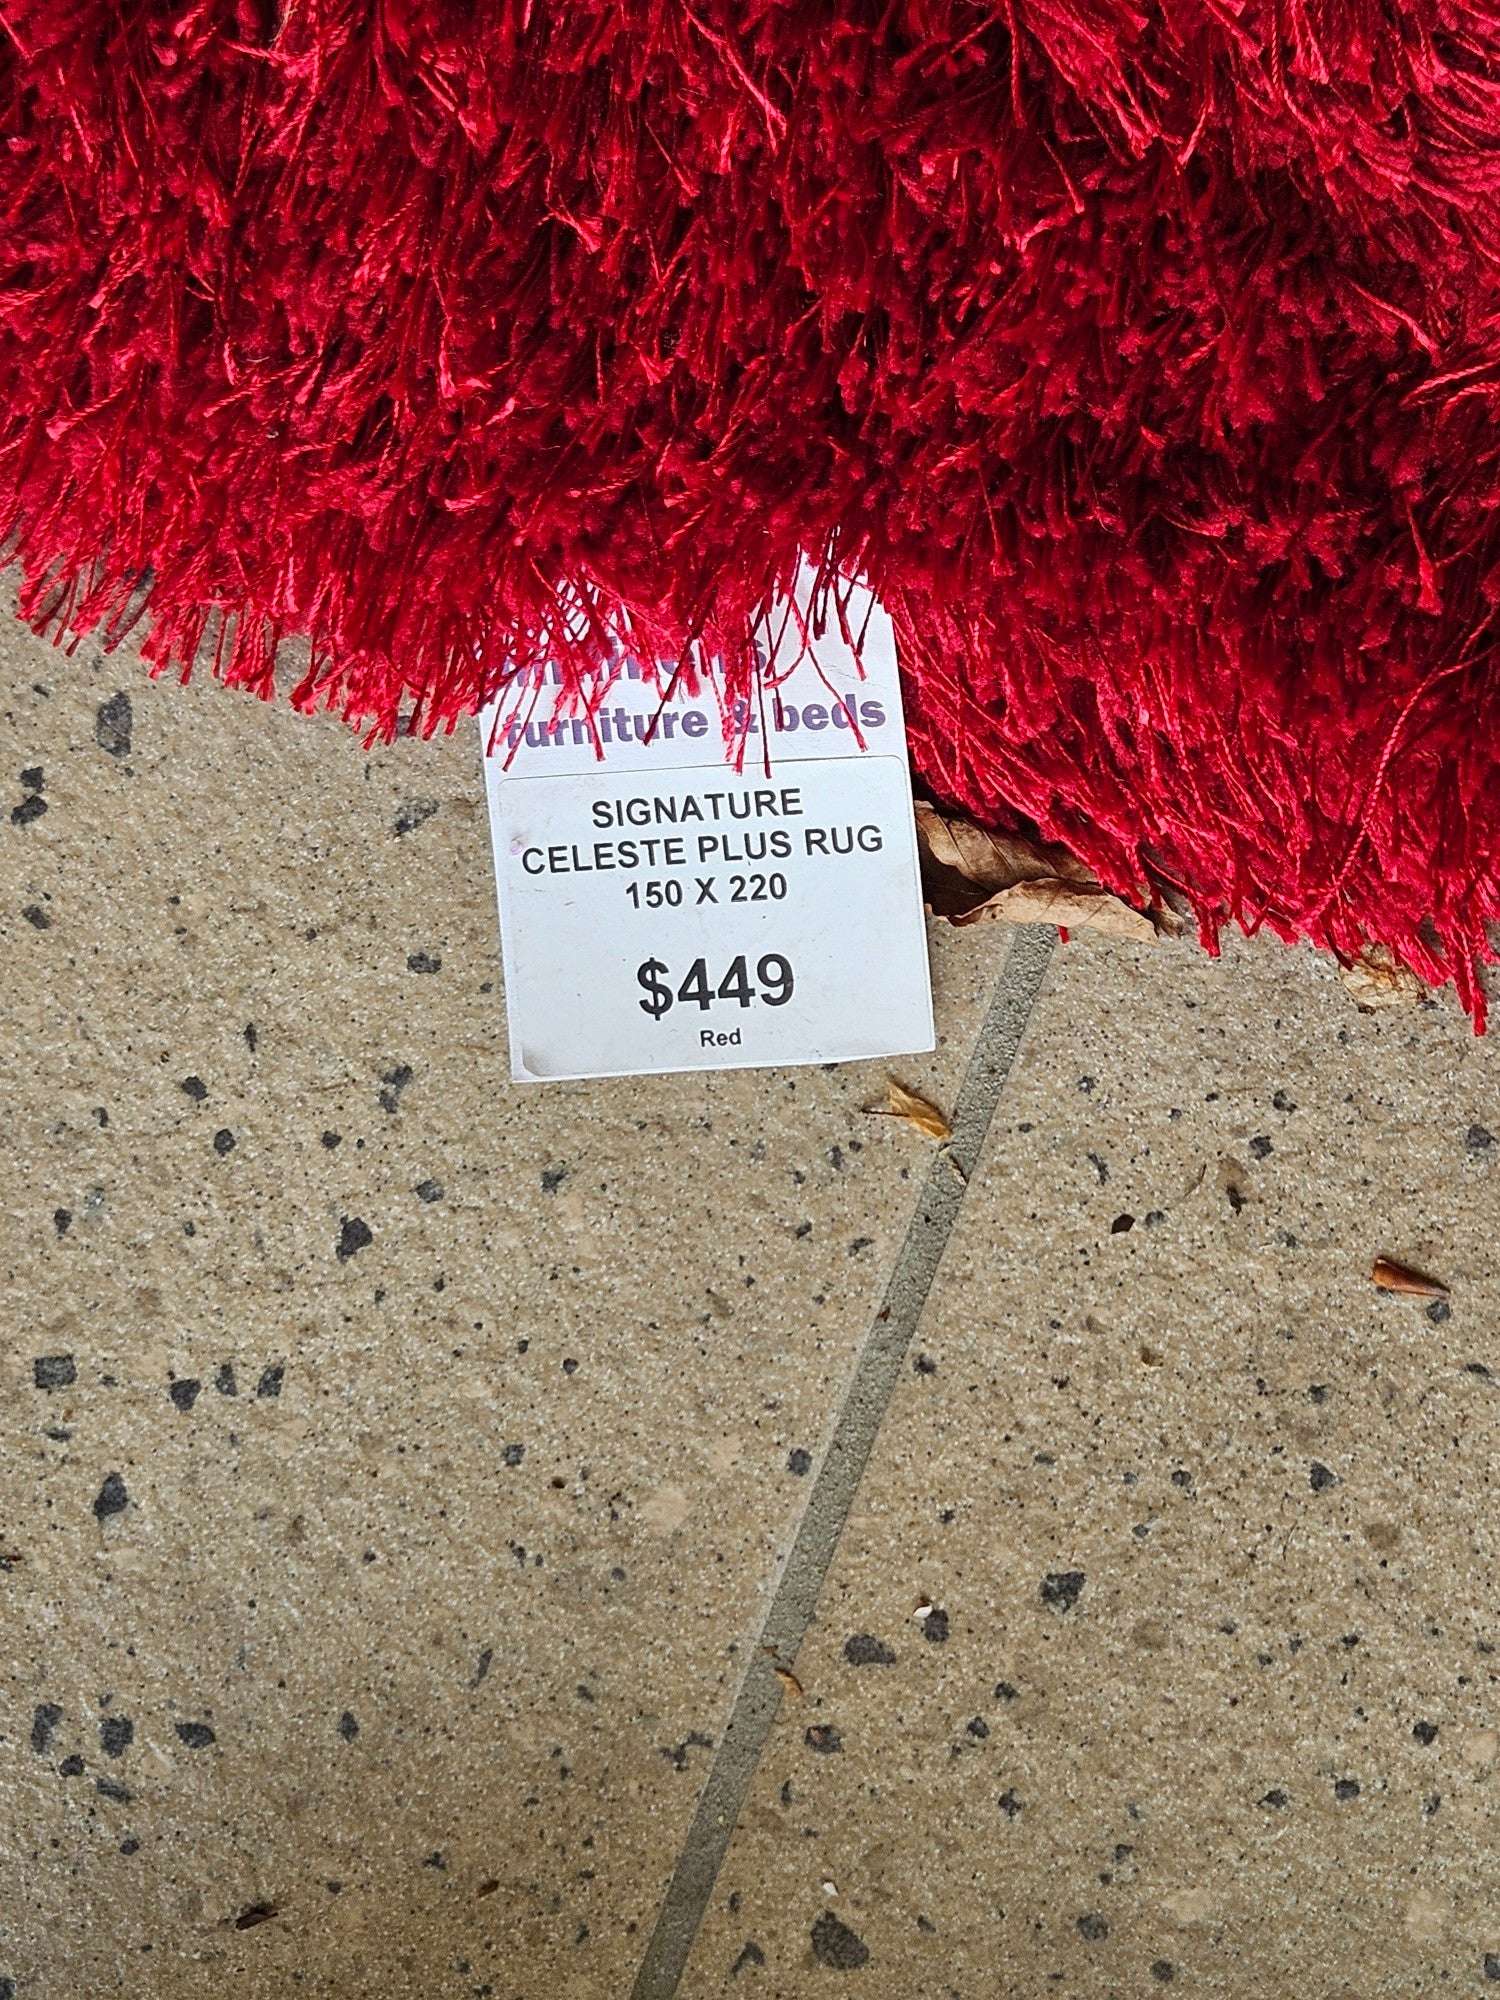 furniture & beds
SIGNATURE
CELESTE PLUS RUG
150 X 220
$449
Red